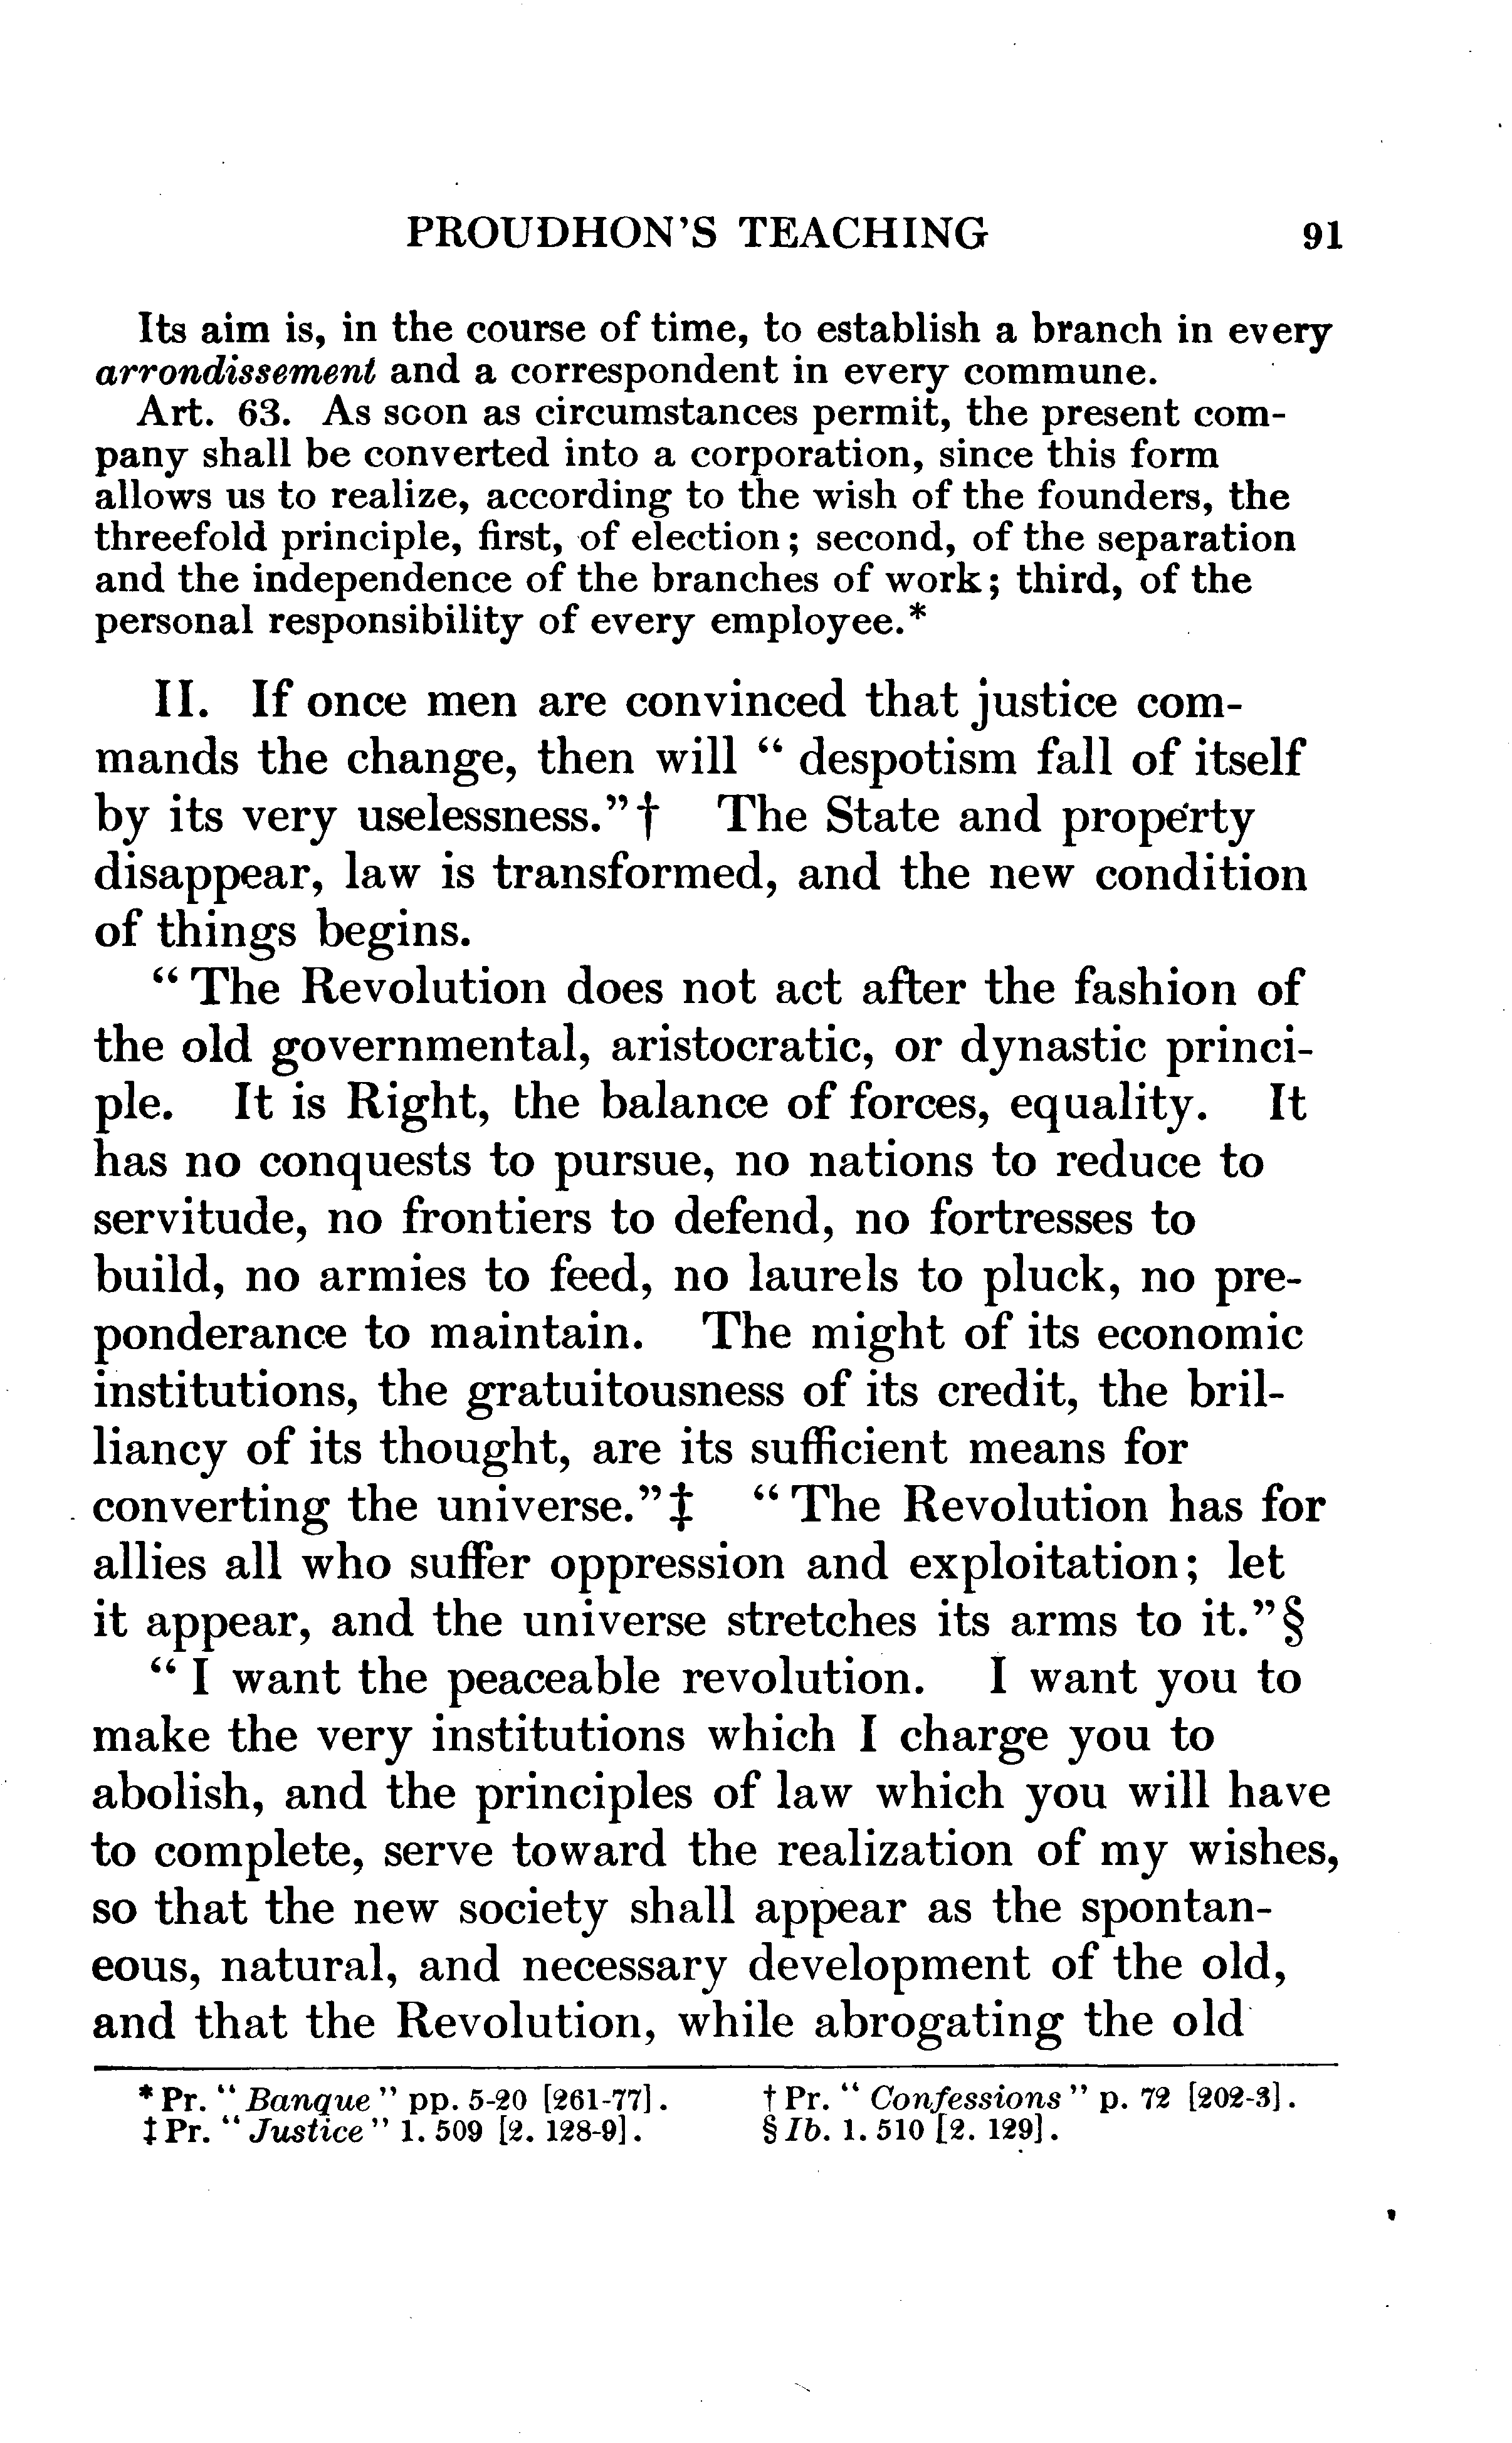 PROUDHON'S TEACHING 91
Its aim is, in the course of time, to establish a branch in every
arrondissement and a correspondent in every commune.
Art. 63. As soon as circumstances permit, the present com-
pany shall be converted into a corporation, since this form
allows us to realize, according to the wish of the founders, the
threefold principle, first, of election; second, of the separation
and the independence of the branches of work; third, of the
personal responsibility of every employee.*
II. If once men are convinced that justice com-
mands the change, then will “ despotism fall of itself
by its very uselessness.”† The State and property
disappear, law is transformed, and the new condition
of things begins.
“ The Revolution does not act after the fashion of
the old governmental, aristocratic, or dynastic princi-
ple. It is Right, the balance of forces, equality. It
has no conquests to pursue, no nations to reduce to
servitude, no frontiers to defend, no fortresses to
build, no armies to feed, no laurels to pluck, no pre-
ponderance to maintain. The might of its economic
institutions, the gratuitousness of its credit, the bril-
liancy of its thought, are its sufficient means for
converting the universe.”‡ “ The Revolution has for
allies all who suffer oppression and exploitation; let
it appear, and the universe stretches its arms to it.”§
“ I want the peaceable revolution. I want you to
make the very institutions which I charge you to
abolish, and the principles of law which you will have
to complete, serve toward the realization of my wishes,
so that the new society shall appear as the spontan-
eous, natural, and necessary development of the old,
and that the Revolution, while abrogating the old
* Pr. “ Banque ” pp. 5-20 [261-77]. † Pr. “ Confessions ” p. 72 [202-3].
‡ Pr. “ Justice ” 1. 509 [2. 128-9]. § Ib. 1. 510 [2. 129].